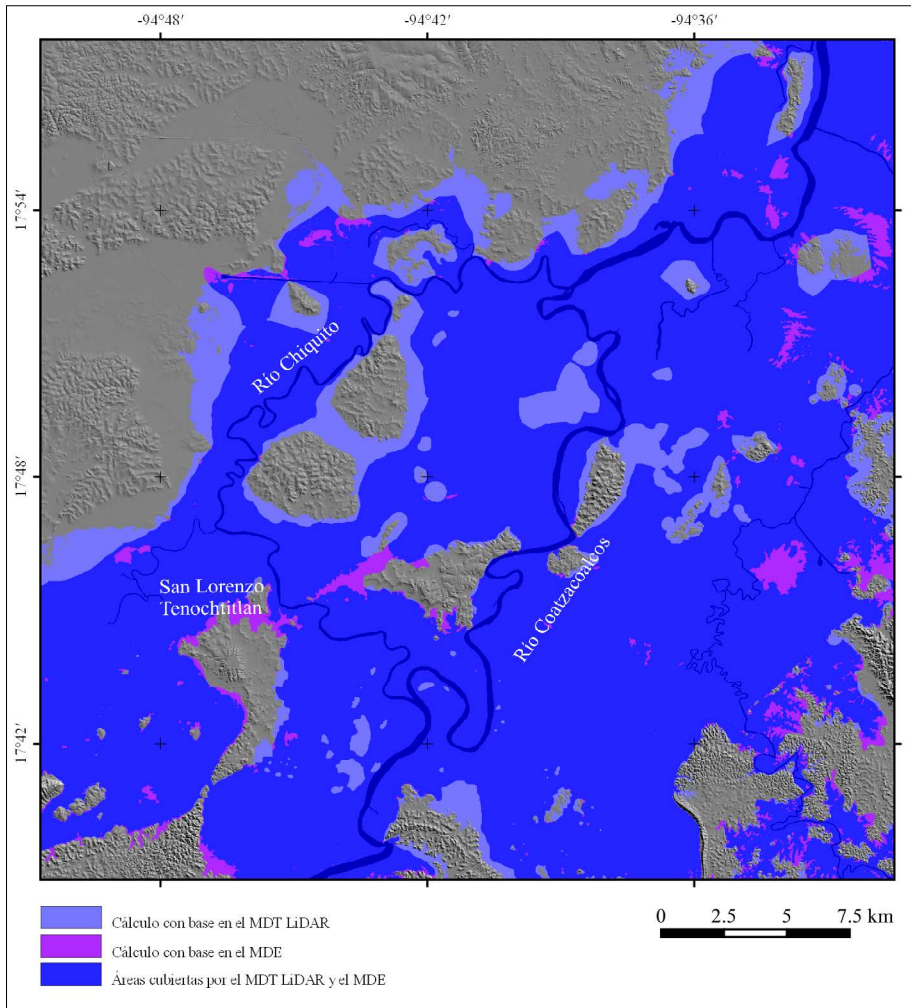 -94°48′ -94°42′ -94°36′
17°54′
17°48′
17°42′
Río Chiquito
San Lorenzo
Tenochtitlan
Río Coatzacoalcos
Cálculo con base en el MDT LiDAR
Cálculo con base en el MDE
Áreas cubiertas por el MDT LiDAR y el MDE
0 2.5 5 7.5 km